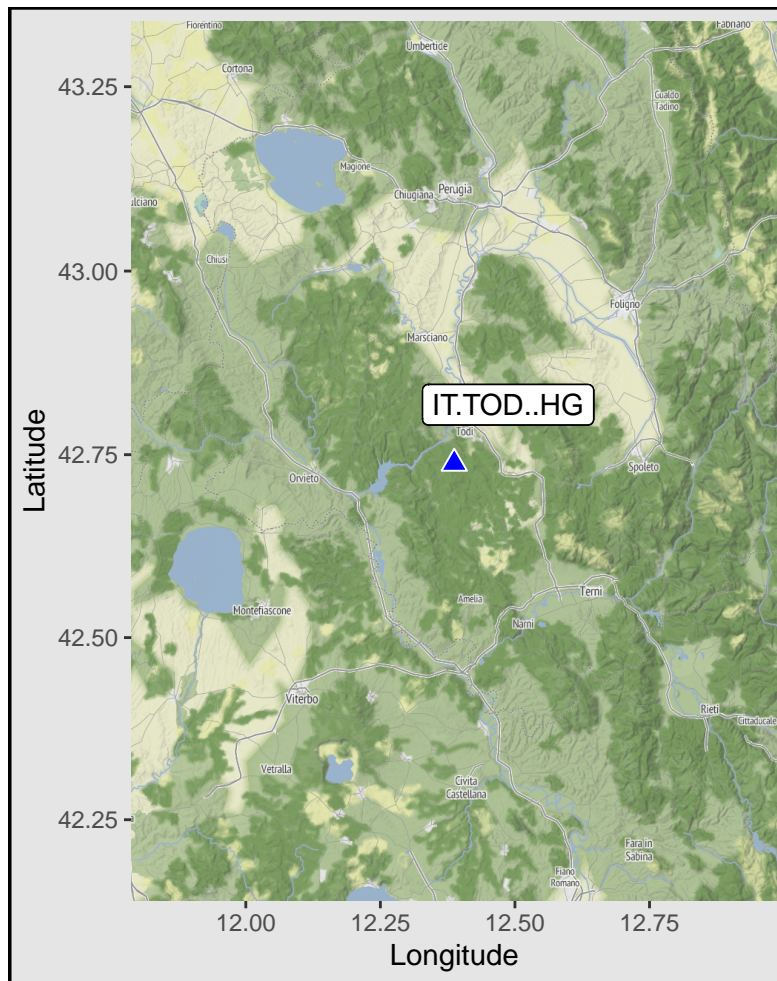 Fiorentino
Fabriano
Umbertide
Cortona
43.25
Gualdo
Tadino
Magione
Chiugiana
Perugia
ulciano
Chiusi
43.00
Foligno
Marsciano
IT.TOD..HG
Todi
Latitude
42.75
Orvieto
Spoleto
Amelia
Terni
Montefiascone
Narni
42.50
Viterbo
Rieti
Cittaducale
Vetralla
Civita
Castellana
42.25
Fara in
Sabina
Fiano
Romano
12.00
12.25
12.50
12.75
Longitude